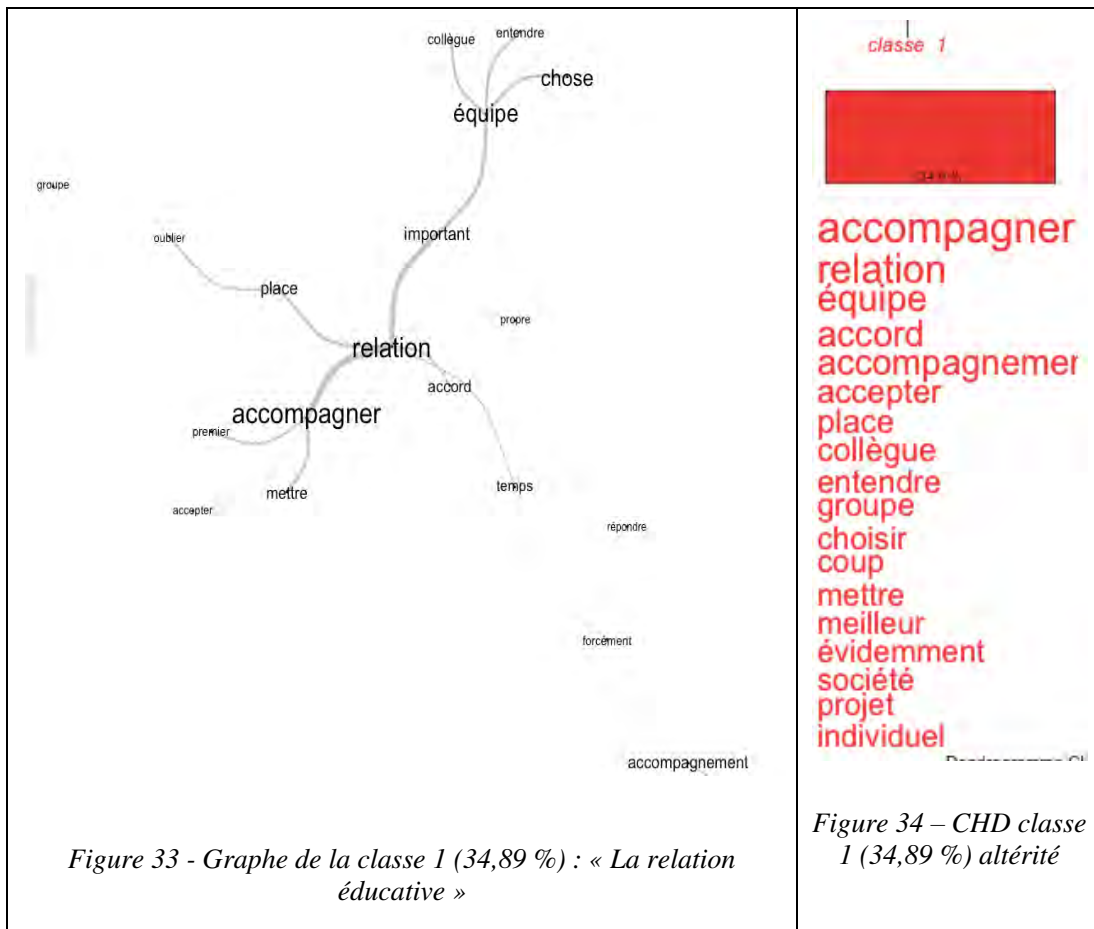 collègue
entendre
chose
équipe
groupe
oublier
important
place
propre
relation
accord
accompagner
premier
mettre
temps
accepter
répondre
forcément
accompagnement
Figure 33 - Graphe de la classe 1 (34,89 %) : « La relation
éducative »
classe 1
accompagner
relation
équipe
accord
accompagnemer
accepter
place
collègue
entendre
groupe
choisir
coup
mettre
meilleur
évidemment
société
projet
individuel
Figure 34 – CHD classe
1 (34,89 %) altérité